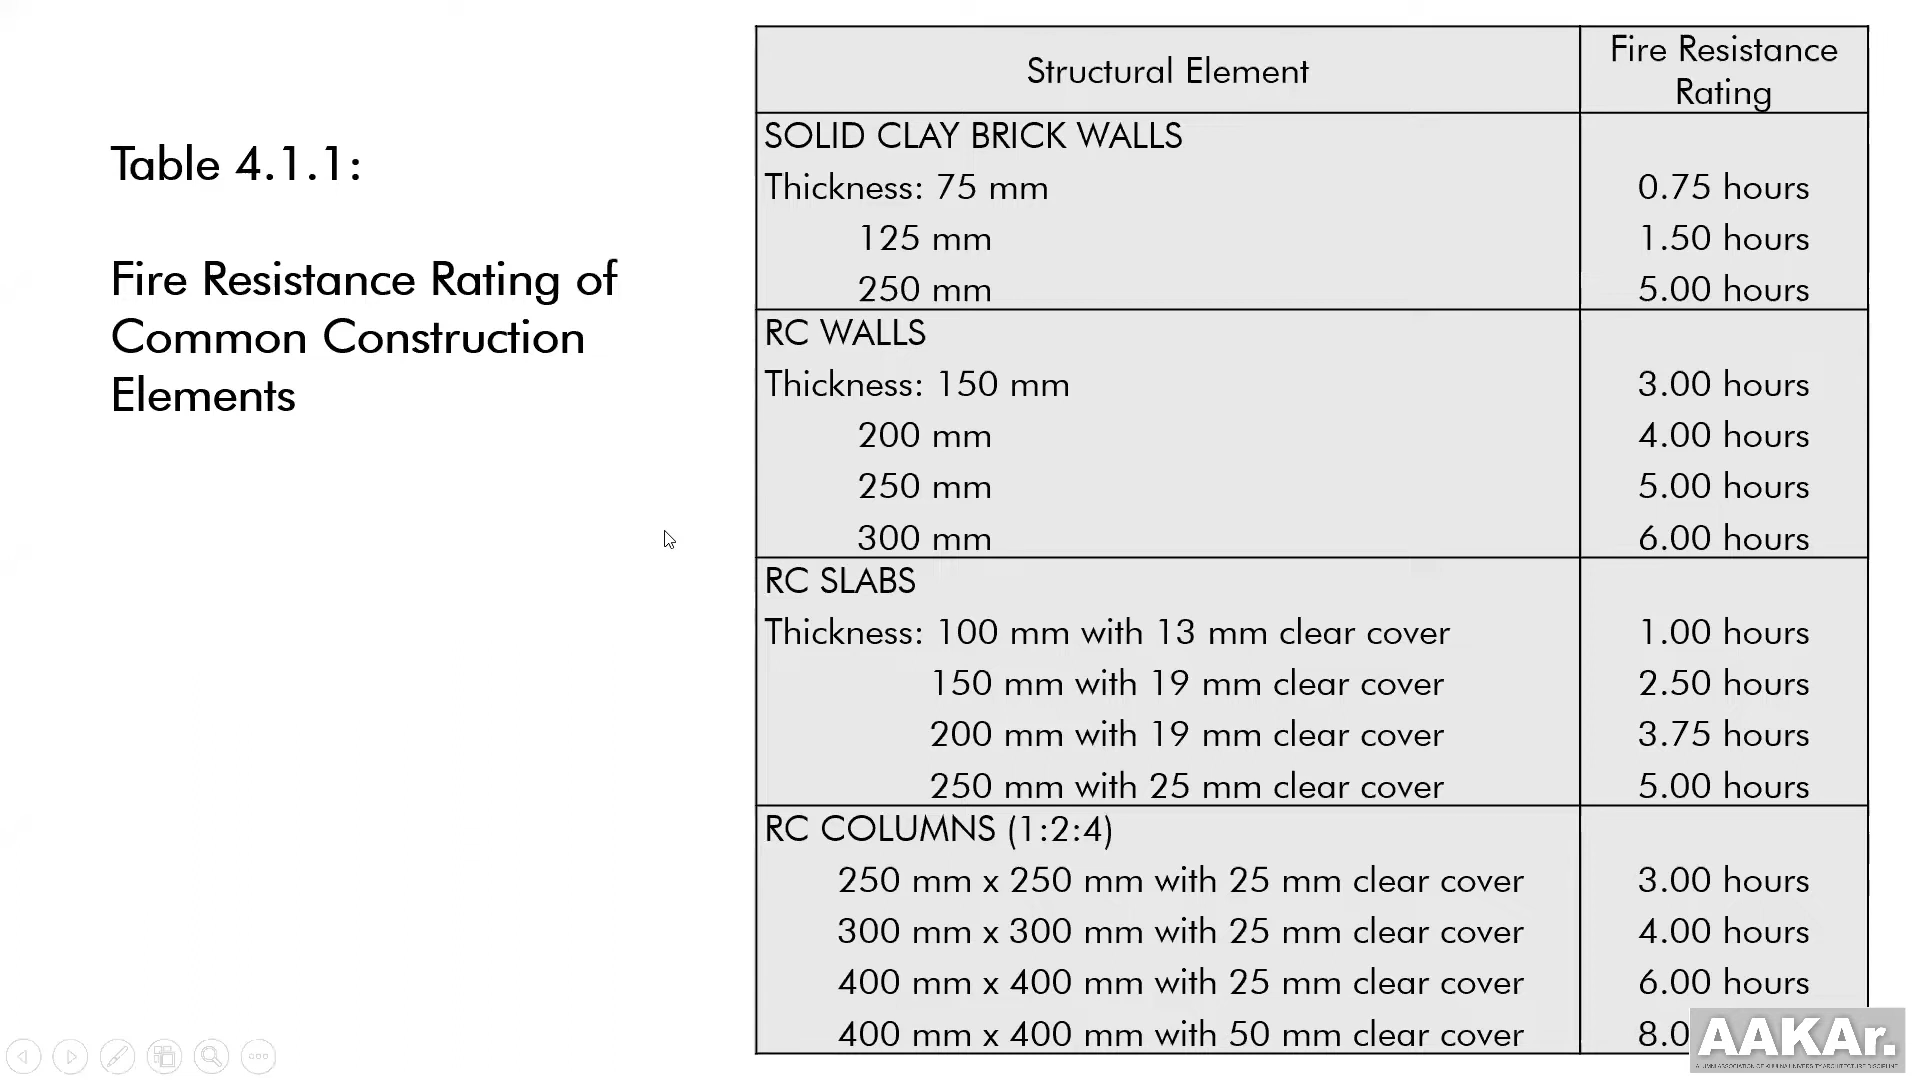 Table 4.1.1:
Fire Resistance Rating of
Common Construction
Elements
Structural Element
Fire Resistance
Rating
SOLID CLAY BRICK WALLS
Thickness: 75 mm 0.75 hours
125 mm 1.50 hours
250 mm 5.00 hours
RC WALLS
Thickness: 150 mm 3.00 hours
200 mm 4.00 hours
250 mm 5.00 hours
300 mm 6.00 hours
RC SLABS
Thickness: 100 mm with 13 mm clear cover 1.00 hours
150 mm with 19 mm clear cover 2.50 hours
200 mm with 19 mm clear cover 3.75 hours
250 mm with 25 mm clear cover 5.00 hours
RC COLUMNS (1:2:4)
250 mm x 250 mm with 25 mm clear cover 3.00 hours
300 mm x 300 mm with 25 mm clear cover 4.00 hours
400 mm x 400 mm with 25 mm clear cover 6.00 hours
400 mm x 400 mm with 50 mm clear cover 8.0
AAKAr.
ALUMNI ASSOCIATION OF KHULNA UNIVERSITY ARCHITECTURE DISCIPLINE